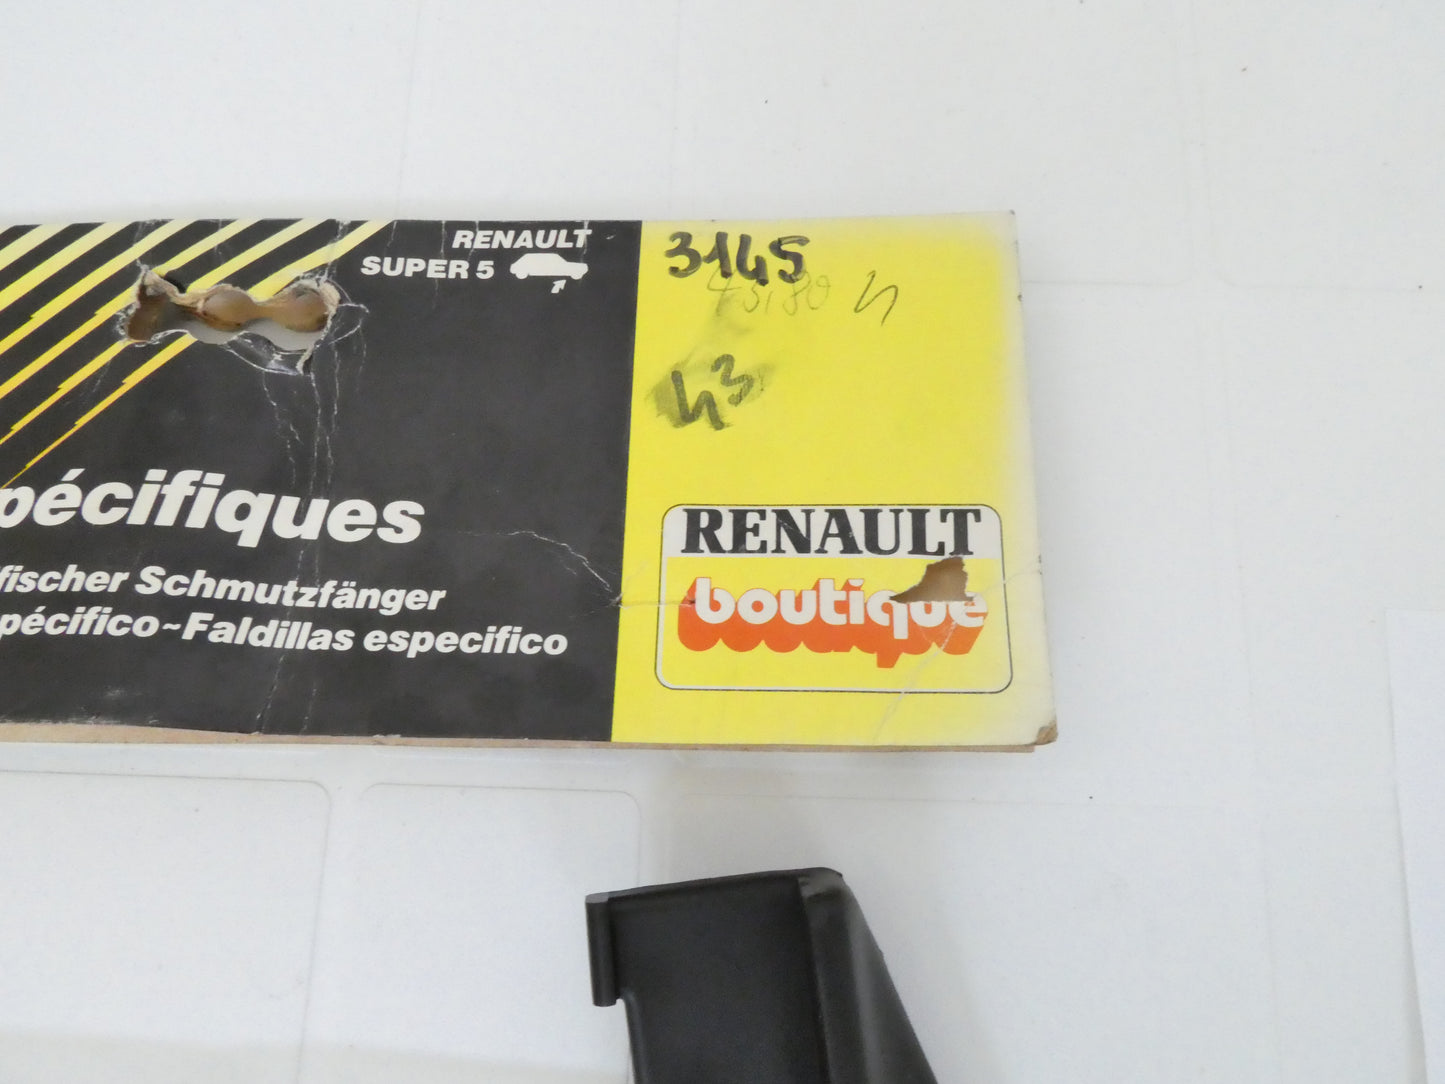 RENAULT
SUPER 5
3145
43
pécifiques
fischer Schmutzfänger
pécifico~Faldillas especifico
RENAULT
boutique